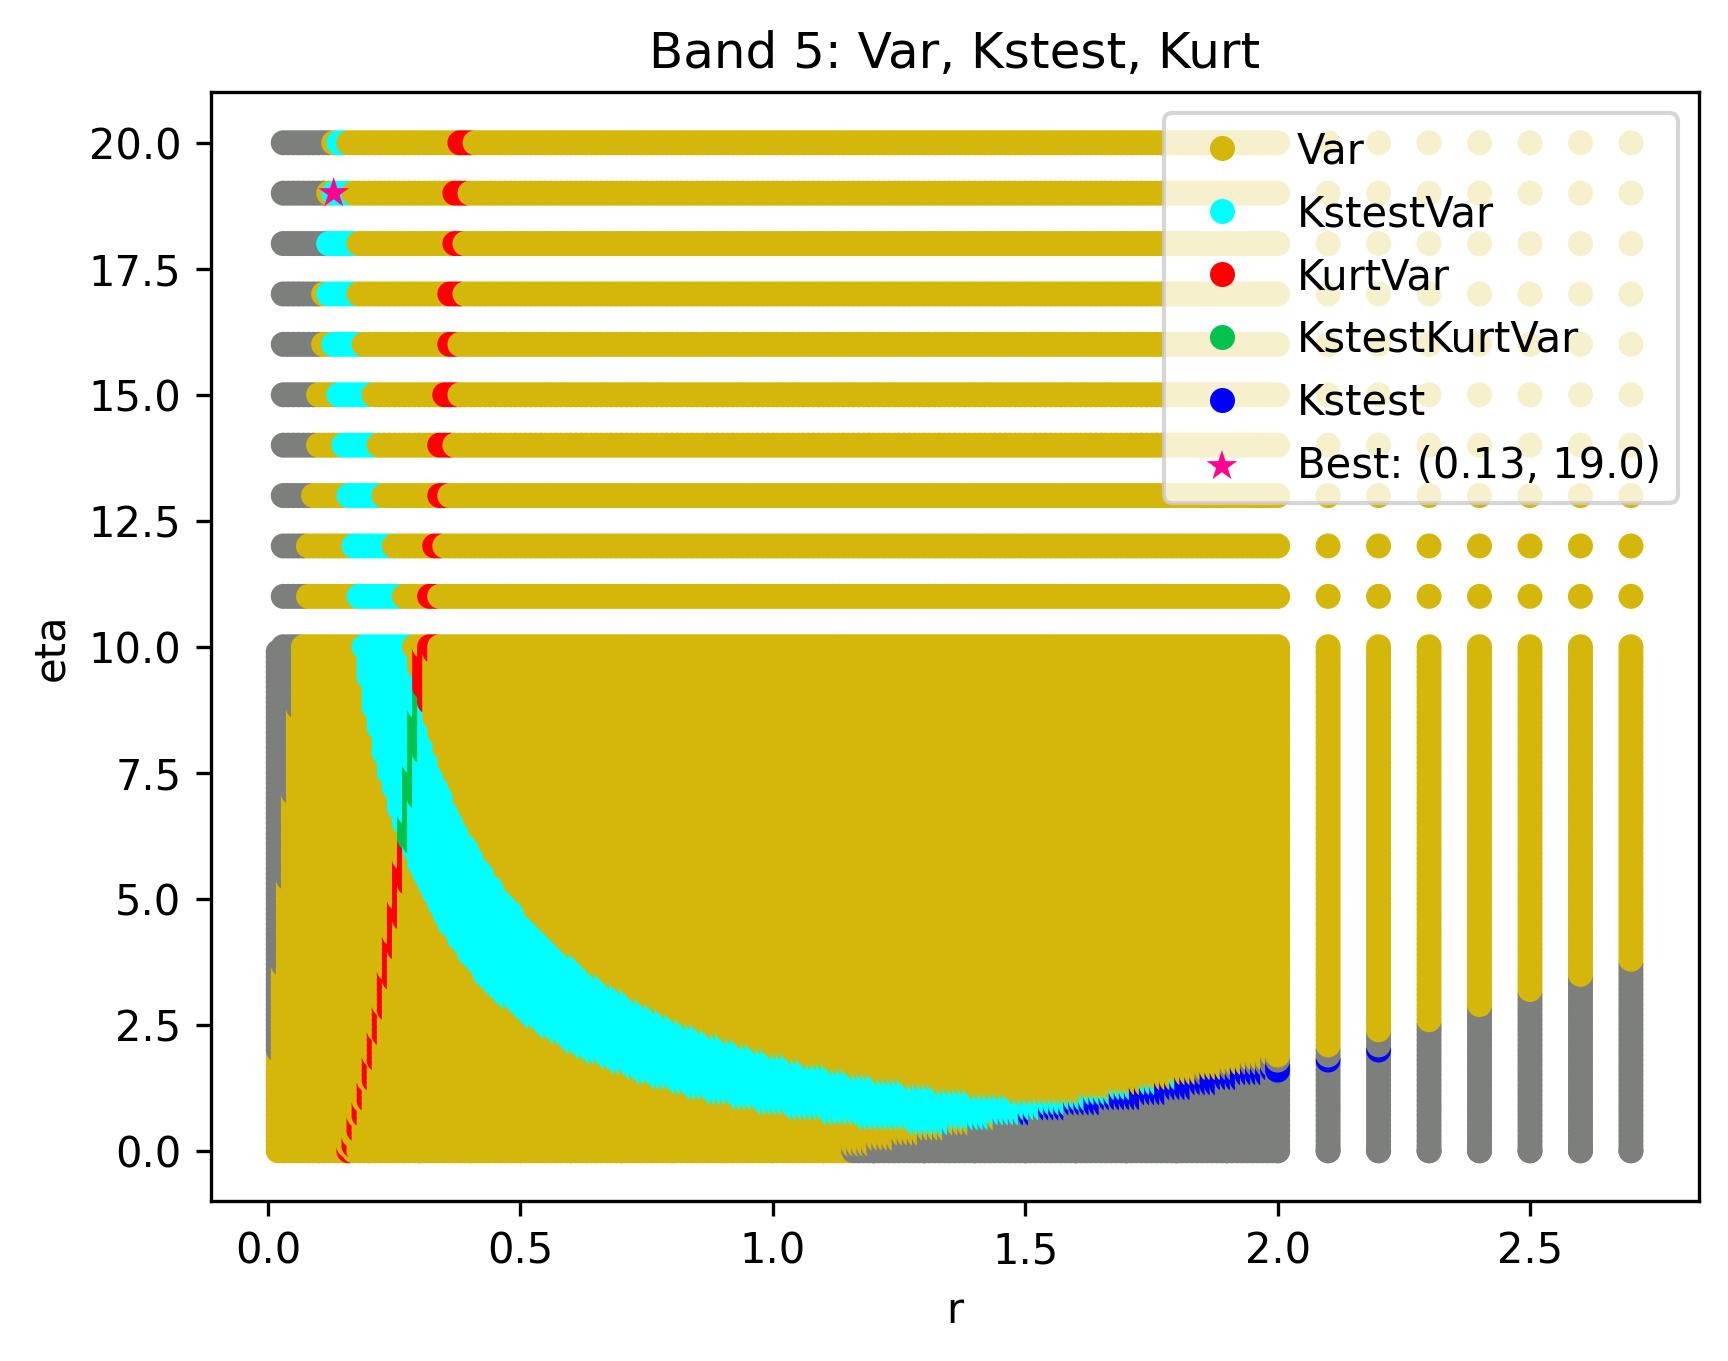 Band 5: Var, Kstest, Kurt
Var
KstestVar
KurtVar
KstestKurtVar
Kstest
Best: (0.13, 19.0)
20.0
17.5
15.0
12.5
10.0
7.5
5.0
2.5
0.0
eta
0.0 0.5 1.0 1.5 2.0 2.5
r